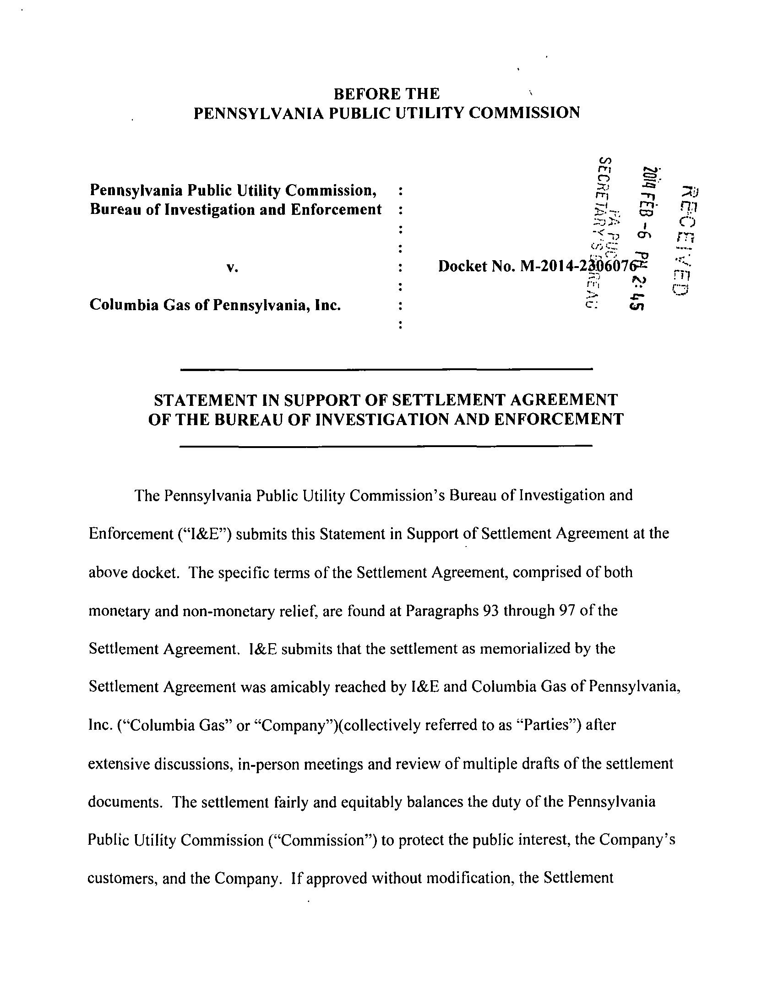 BEFORE THE
PENNSYLVANIA PUBLIC UTILITY COMMISSION
Pennsylvania Public Utility Commission, :
Bureau of Investigation and Enforcement :
:
:
v. : Docket No. M-2014-2306076
:
Columbia Gas of Pennsylvania, Inc. :
:
RECEIVED
2014 FEB -6 PM 2:45
PA PUC
SECRETARY'S BUREAU
STATEMENT IN SUPPORT OF SETTLEMENT AGREEMENT
OF THE BUREAU OF INVESTIGATION AND ENFORCEMENT
The Pennsylvania Public Utility Commission's Bureau of Investigation and
Enforcement (“I&E”) submits this Statement in Support of Settlement Agreement at the
above docket. The specific terms of the Settlement Agreement, comprised of both
monetary and non-monetary relief, are found at Paragraphs 93 through 97 of the
Settlement Agreement. I&E submits that the settlement as memorialized by the
Settlement Agreement was amicably reached by I&E and Columbia Gas of Pennsylvania,
Inc. (“Columbia Gas” or “Company”)(collectively referred to as “Parties”) after
extensive discussions, in-person meetings and review of multiple drafts of the settlement
documents. The settlement fairly and equitably balances the duty of the Pennsylvania
Public Utility Commission (“Commission”) to protect the public interest, the Company's
customers, and the Company. If approved without modification, the Settlement